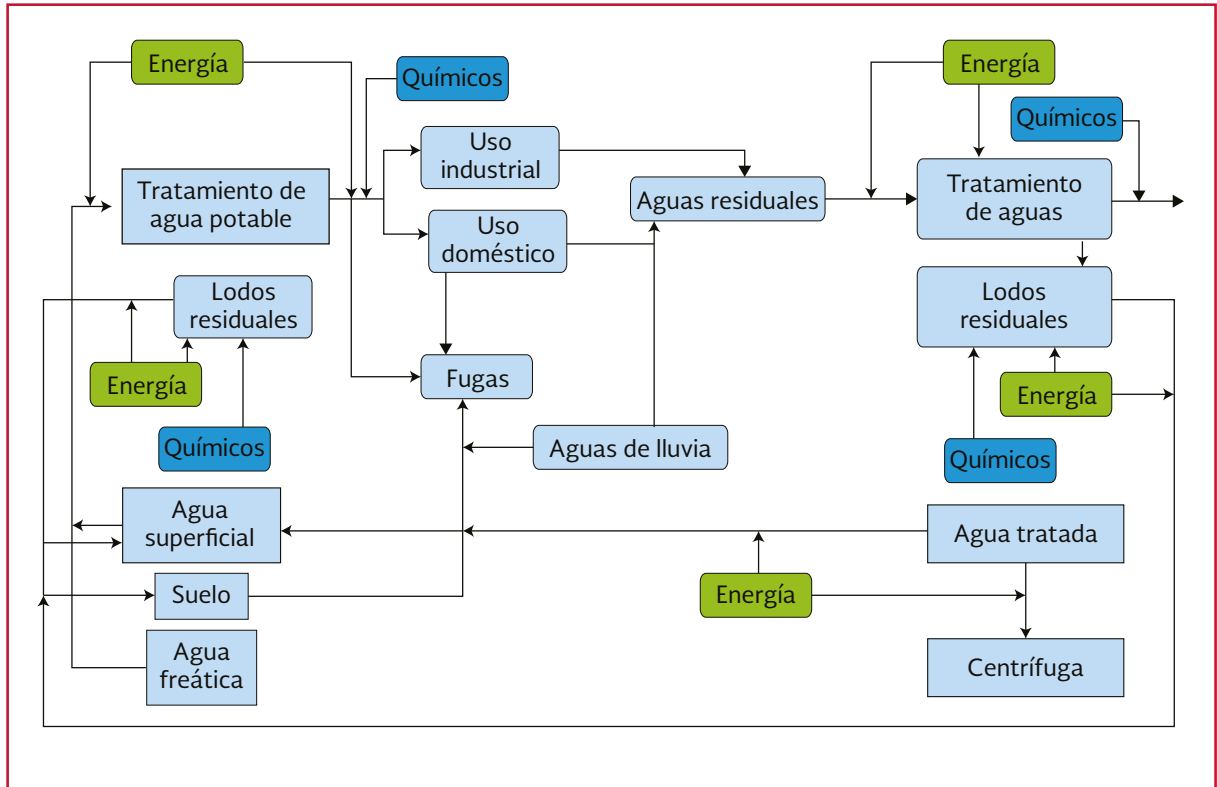 Energía
Químicos
Energía
Químicos
Uso
industrial
Tratamiento de
agua potable
Aguas residuales
Tratamiento
de aguas
Uso
doméstico
Lodos
residuales
Lodos
residuales
Energía
Fugas
Energía
Químicos
Aguas de lluvia
Químicos
Agua
superficial
Agua tratada
Suelo
Energía
Agua
freática
Centrífuga